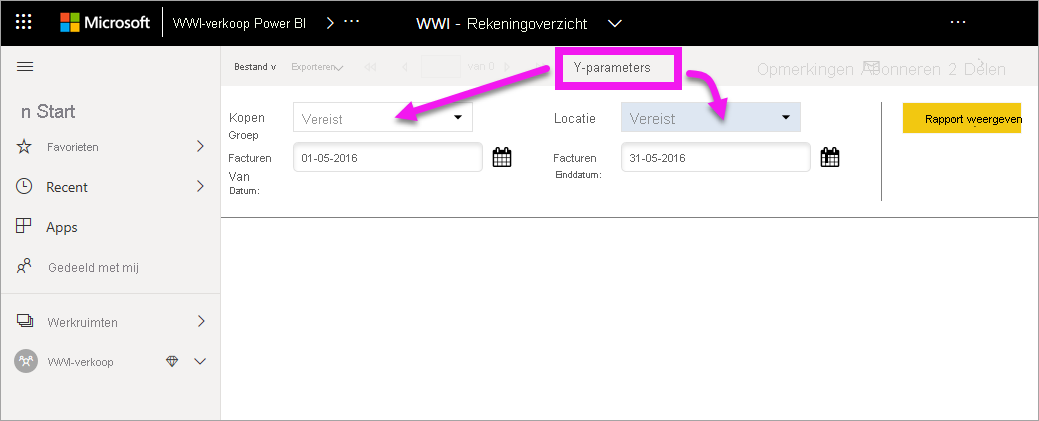 Microsoft WWI-verkoop Power BI > ... WWI - Rekeningoverzicht ...
Bestand v Exporteren van 0 Y-parameters Opmerkingen Abonneren 2 Delen
n Start
Favorieten
Recent
Apps
Gedeeld met mij
Werkruimten
WWI-verkoop
Kopen Groep Vereist
Locatie Vereist
Rapport weergeven
Facturen Van Datum: 01-05-2016
Facturen Einddatum: 31-05-2016